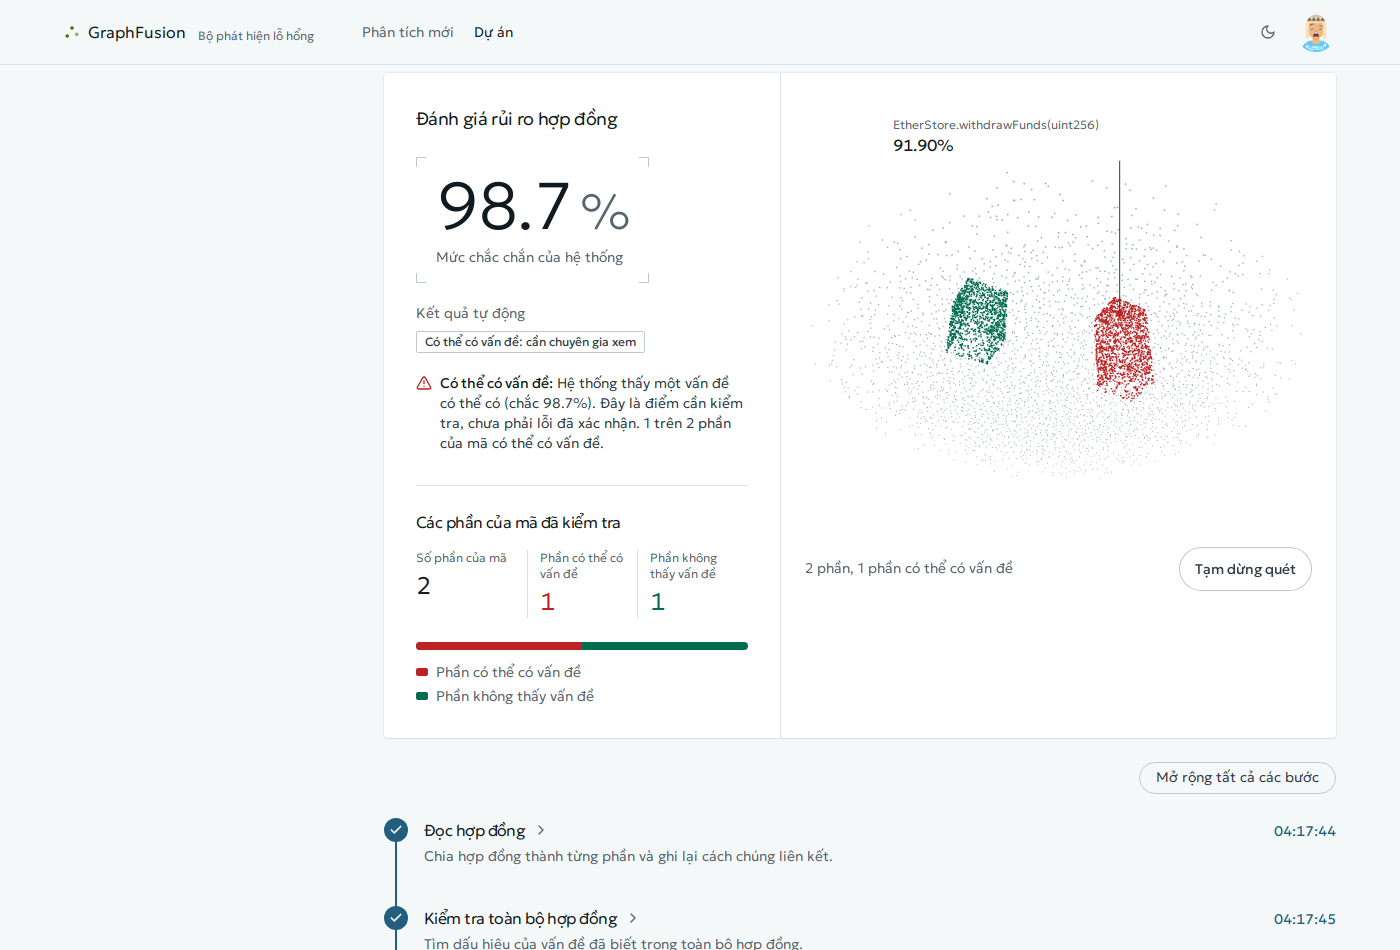 GraphFusion Bộ phát hiện lỗ hổng Phân tích mới Dự án
Đánh giá rủi ro hợp đồng
98.7 %
Mức chắc chắn của hệ thống
Kết quả tự động
Có thể có vấn đề: cần chuyên gia xem
Có thể có vấn đề: Hệ thống thấy một vấn đề
có thể có (chắc 98.7%). Đây là điểm cần kiểm
tra, chưa phải lỗi đã xác nhận. 1 trên 2 phần
của mã có thể có vấn đề.
Các phần của mã đã kiểm tra
Số phần của mã
2
Phần có thể có
vấn đề
1
Phần không
thấy vấn đề
1
Phần có thể có vấn đề
Phần không thấy vấn đề
EtherStore.withdrawFunds(uint256)
91.90%
2 phần, 1 phần có thể có vấn đề
Tạm dừng quét
Mở rộng tất cả các bước
Đọc hợp đồng 04:17:44
Chia hợp đồng thành từng phần và ghi lại cách chúng liên kết.
Kiểm tra toàn bộ hợp đồng 04:17:45
Tìm dấu hiệu của vấn đề đã biết trong toàn bộ hợp đồng.